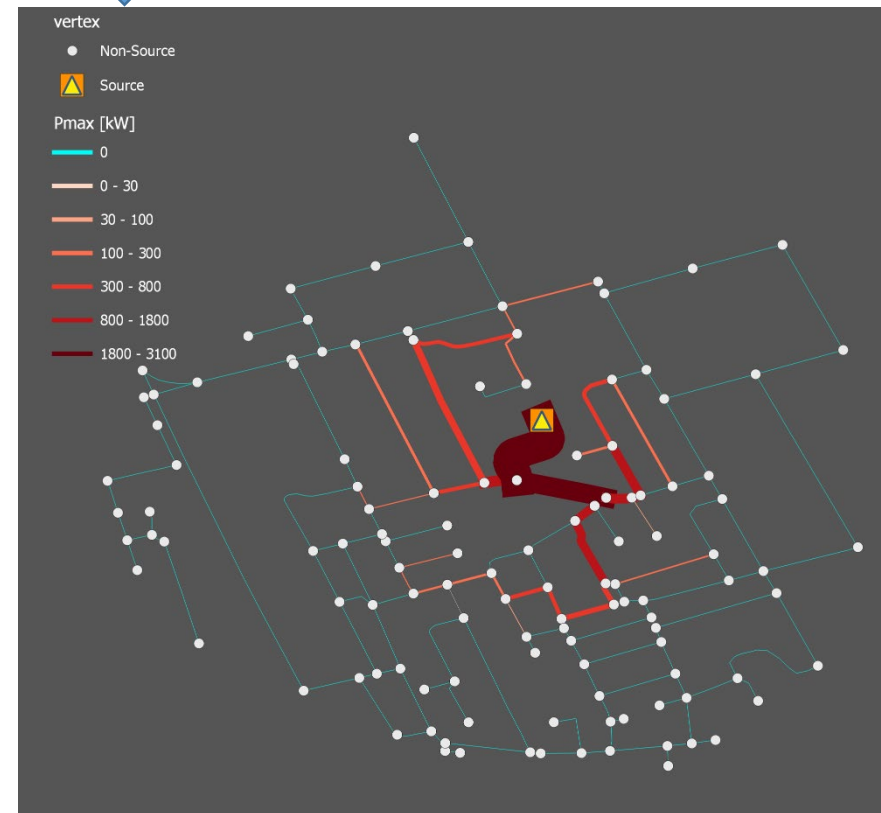 vertex
Non-Source
Source
Pmax [kW]
0
0 - 30
30 - 100
100 - 300
300 - 800
800 - 1800
1800 - 3100